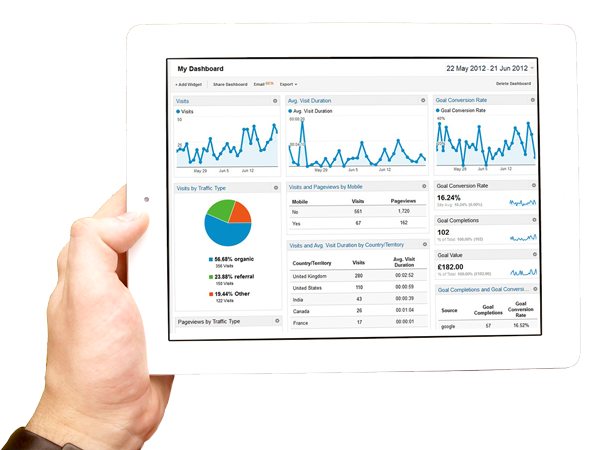 My Dashboard
22 May 2012 - 21 Jun 2012
+ Add Widget
Share Dashboard
Email BETA
Export
Delete Dashboard
Visits
Visits
50
25
May 29
Jun 5
Jun 12
Visits by Traffic Type
56.68% organic
356 Visits
23.88% referral
150 Visits
19.44% Other
122 Visits
Pageviews by Traffic Type
Avg. Visit Duration
Avg. Visit Duration
May 29
Jun 5
Jun 12
Visits and Pageviews by Mobile
Mobile Visits Pageviews
No 561 1,720
Yes 67 162
Visits and Avg. Visit Duration by Country/Territory
Country/Territory Visits Avg. Visit
Duration
United Kingdom 280 00:02:52
United States 110 00:00:59
India 43 00:00:39
Canada 26 00:01:04
France 17 00:00:01
Goal Conversion Rate
Goal Conversion Rate
40%
20%
May 29
Jun 5
Jun 12
Goal Conversion Rate
16.24%
Site Avg: 16.24% (0.00%)
Goal Completions
102
% of Total: 100.00% (102)
Goal Value
£182.00
% of Total: 100.00% (£182.00)
Goal Completions and Goal Conversi...
Source Goal
Completions Goal
Conversion
Rate
google 57 16.52%